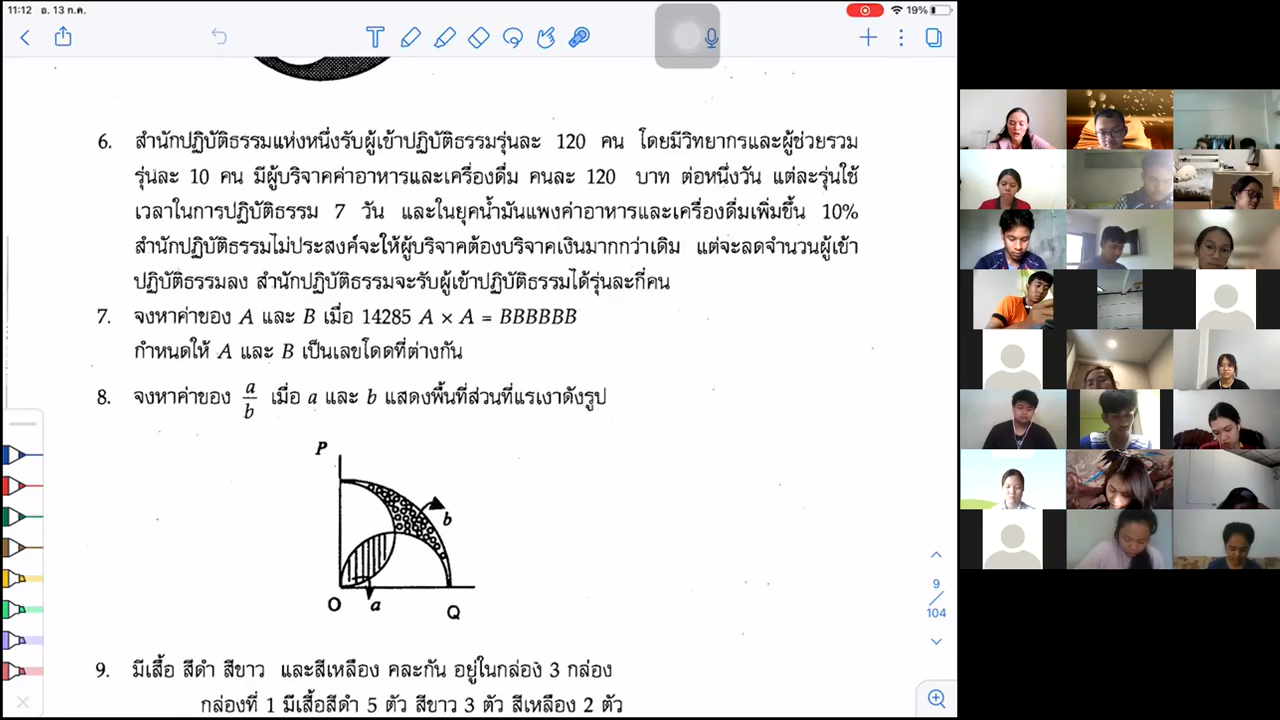 11:12 อ. 13 ก.ค.
19%
6. สำนักปฏิบัติธรรมแห่งหนึ่งรับผู้เข้าปฏิบัติธรรมรุ่นละ 120 คน โดยมีวิทยากรและผู้ช่วยรวม
รุ่นละ 10 คน มีผู้บริจาคค่าอาหารและเครื่องดื่ม คนละ 120 บาท ต่อหนึ่งวัน แต่ละรุ่นใช้
เวลาในการปฏิบัติธรรม 7 วัน และในยุคน้ำมันแพงค่าอาหารและเครื่องดื่มเพิ่มขึ้น 10%
สำนักปฏิบัติธรรมไม่ประสงค์จะให้ผู้บริจาคต้องบริจาคเงินมากกว่าเดิม แต่จะลดจำนวนผู้เข้า
ปฏิบัติธรรมลง สำนักปฏิบัติธรรมจะรับผู้เข้าปฏิบัติธรรมได้รุ่นละกี่คน
7. จงหาค่าของ A และ B เมื่อ 14285 A × A = BBBBBB
กำหนดให้ A และ B เป็นเลขโดดที่ต่างกัน
8. จงหาค่าของ a/b เมื่อ a และ b แสดงพื้นที่ส่วนที่แรเงาดังรูป
P
b
O a Q
9
104
9. มีเสื้อ สีดำ สีขาว และสีเหลือง คละกัน อยู่ในกล่อง 3 กล่อง
กล่องที่ 1 มีเสื้อสีดำ 5 ตัว สีขาว 3 ตัว สีเหลือง 2 ตัว